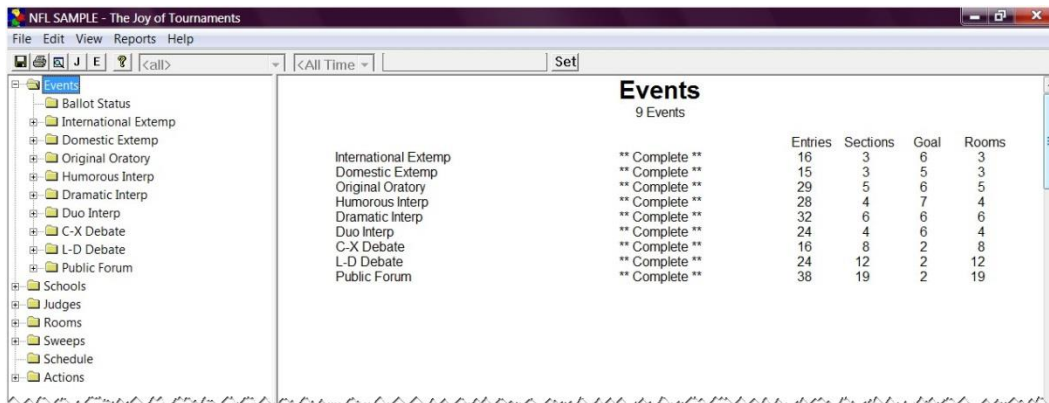 NFL SAMPLE - The Joy of Tournaments
File Edit View Reports Help
J E ? <all> <All Time Set
Events
Ballot Status
International Extemp
Domestic Extemp
Original Oratory
Humorous Interp
Dramatic Interp
Duo Interp
C-X Debate
L-D Debate
Public Forum
Schools
Judges
Rooms
Sweeps
Schedule
Actions
Events
9 Events
Entries Sections Goal Rooms
International Extemp ** Complete ** 16 3 6 3
Domestic Extemp ** Complete ** 15 3 5 3
Original Oratory ** Complete ** 29 5 6 5
Humorous Interp ** Complete ** 28 4 7 4
Dramatic Interp ** Complete ** 32 6 6 6
Duo Interp ** Complete ** 24 4 6 4
C-X Debate ** Complete ** 16 8 2 8
L-D Debate ** Complete ** 24 12 2 12
Public Forum ** Complete ** 38 19 2 19